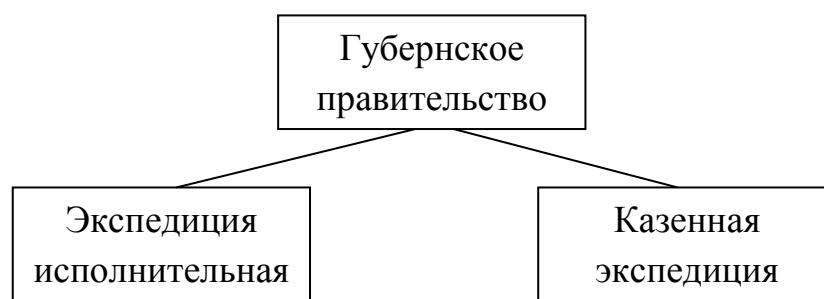 Губернское
правительство
Экспедиция
исполнительная
Казенная
экспедиция